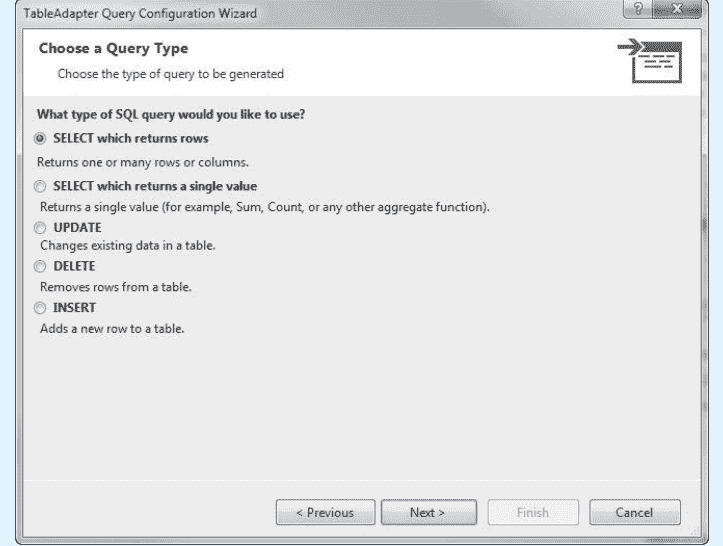 TableAdapter Query Configuration Wizard
? X
Choose a Query Type
Choose the type of query to be generated
What type of SQL query would you like to use?
SELECT which returns rows
Returns one or many rows or columns.
SELECT which returns a single value
Returns a single value (for example, Sum, Count, or any other aggregate function).
UPDATE
Changes existing data in a table.
DELETE
Removes rows from a table.
INSERT
Adds a new row to a table.
< Previous Next > Finish Cancel